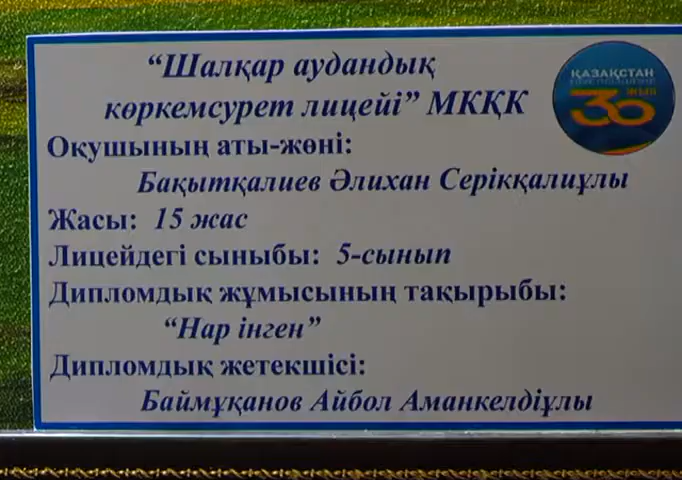 “Шалқар аудандық
көркемсурет лицейі” МКҚК
Оқушының аты-жөні:
Бақытқалиев Әлихан Серікқалиұлы
Жасы: 15 жас
Лицейдегі сыныбы: 5-сынып
Дипломдық жұмысының тақырыбы:
“Нар інген”
Дипломдық жетекшісі:
Баймұқанов Айбол Аманкелдіұлы
ҚАЗАҚСТАН
ЖЫЛ
30